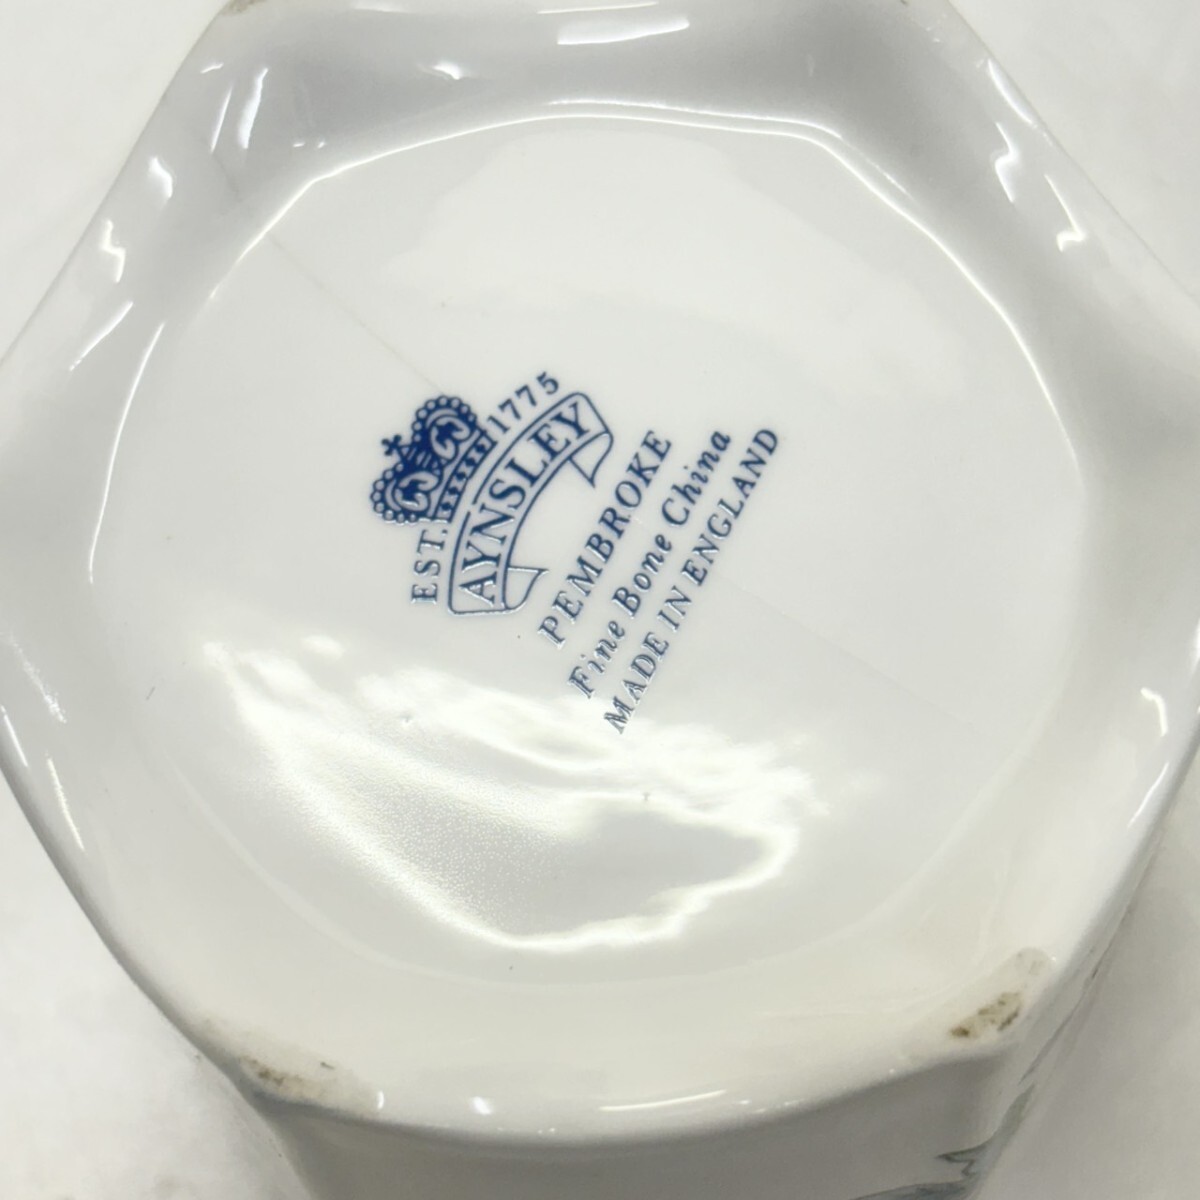 EST. 1775
AYNSLEY
PEMBROKE
Fine Bone China
MADE IN ENGLAND